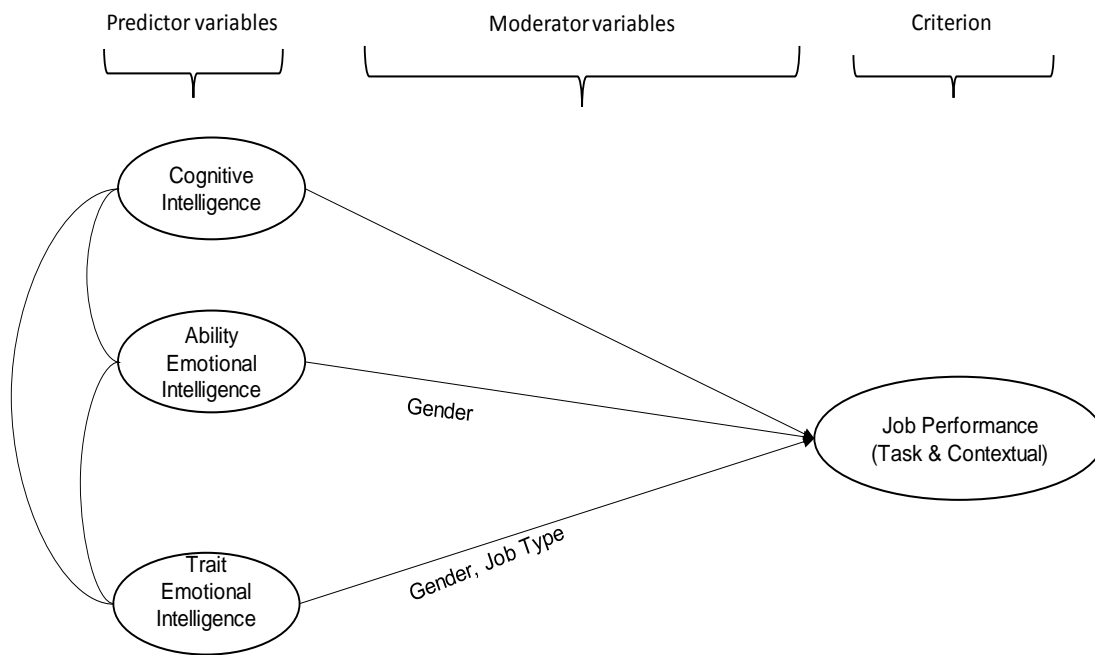 Predictor variables
Moderator variables
Criterion
Cognitive
Intelligence
Ability
Emotional
Intelligence
Gender
Job Performance
(Task & Contextual)
Gender, Job Type
Trait
Emotional
Intelligence